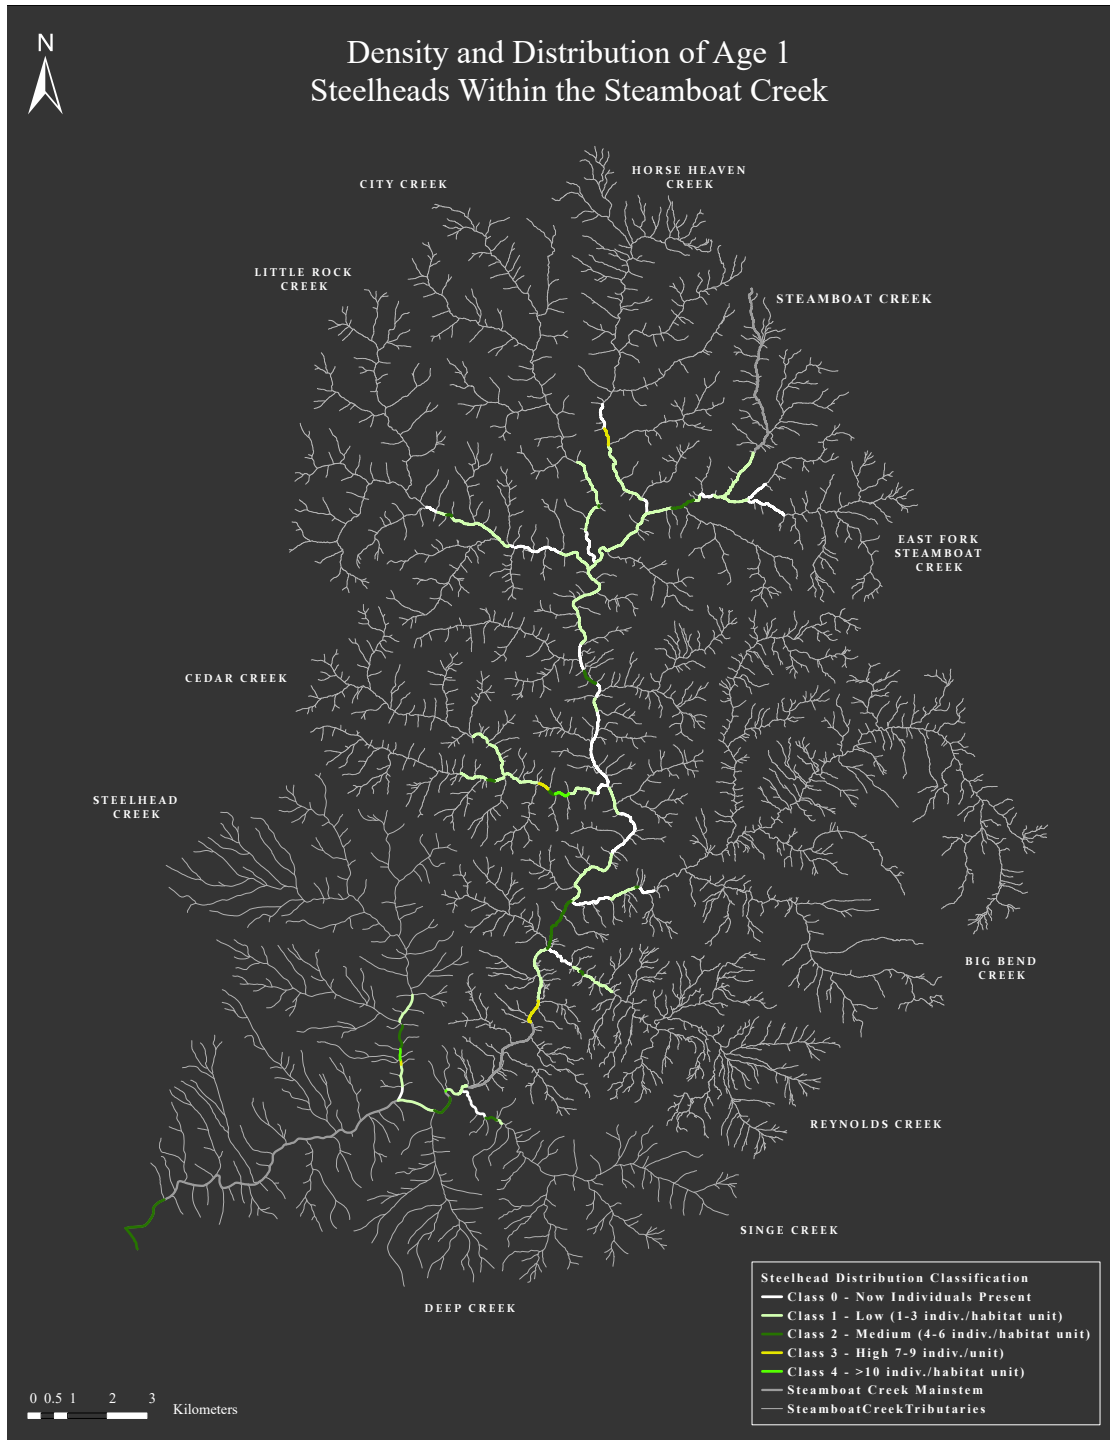 N
Density and Distribution of Age 1
Steelheads Within the Steamboat Creek
HORSE HEAVEN
CREEK
CITY CREEK
LITTLE ROCK
CREEK
STEAMBOAT CREEK
EAST FORK
STEAMBOAT
CREEK
CEDAR CREEK
STEELHEAD
CREEK
BIG BEND
CREEK
REYNOLDS CREEK
SINGE CREEK
DEEP CREEK
Steelhead Distribution Classification
Class 0 - Now Individuals Present
Class 1 - Low (1-3 indiv./habitat unit)
Class 2 - Medium (4-6 indiv./habitat unit)
Class 3 - High 7-9 indiv./unit)
Class 4 - >10 indiv./habitat unit)
Steamboat Creek Mainstem
SteamboatCreekTributaries
0 0.5 1 2 3
Kilometers